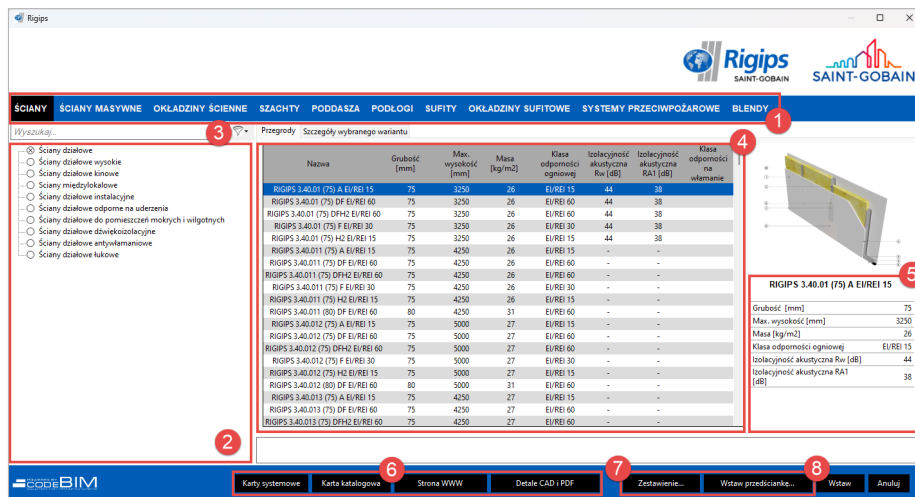 Rigips
Rigips
SAINT-GOBAIN
SAINT-GOBAIN
ŚCIANY ŚCIANY MASYWNE OKŁADZINY ŚCIENNE SZACHTY PODDASZA PODŁOGI SUFITY OKŁADZINY SUFITOWE SYSTEMY PRZECIWPOŻAROWE BLENDY
1
Wyszukaj...
3
Przegrody Szczegóły wybranego wariantu
4
Ściany działowe
Ściany działowe wysokie
Ściany działowe kinowe
Ściany międzylokalowe
Ściany działowe instalacyjne
Ściany działowe odporne na uderzenia
Ściany działowe do pomieszczeń mokrych i wilgotnych
Ściany działowe dźwiękoizolacyjne
Ściany działowe antywłamaniowe
Ściany działowe łukowe
2
Nazwa Grubość [mm] Max. wysokość [mm] Masa [kg/m2] Klasa odporności ogniowej Izolacyjność akustyczna Rw [dB] Izolacyjność akustyczna RA1 [dB] Klasa odporności na włamanie
RIGIPS 3.40.01 (75) A EI/REI 15 75 3250 26 EI/REI 15 44 38
RIGIPS 3.40.01 (75) DF EI/REI 60 75 3250 26 EI/REI 60 44 38
RIGIPS 3.40.01 (75) DFH2 EI/REI 60 75 3250 26 EI/REI 60 44 38
RIGIPS 3.40.01 (75) F EI/REI 30 75 3250 26 EI/REI 30 44 38
RIGIPS 3.40.01 (75) H2 EI/REI 15 75 3250 26 EI/REI 15 44 38
RIGIPS 3.40.011 (75) A EI/REI 15 75 4250 26 EI/REI 15 - -
RIGIPS 3.40.011 (75) DF EI/REI 60 75 4250 26 EI/REI 60 - -
RIGIPS 3.40.011 (75) DFH2 EI/REI 60 75 4250 26 EI/REI 60 - -
RIGIPS 3.40.011 (75) F EI/REI 30 75 4250 26 EI/REI 30 - -
RIGIPS 3.40.011 (75) H2 EI/REI 15 75 4250 26 EI/REI 15 - -
RIGIPS 3.40.011 (80) DF EI/REI 60 80 4250 31 EI/REI 60 - -
RIGIPS 3.40.012 (75) A EI/REI 15 75 5000 27 EI/REI 15 - -
RIGIPS 3.40.012 (75) DF EI/REI 60 75 5000 27 EI/REI 60 - -
RIGIPS 3.40.012 (75) DFH2 EI/REI 60 75 5000 27 EI/REI 60 - -
RIGIPS 3.40.012 (75) F EI/REI 30 75 5000 27 EI/REI 30 - -
RIGIPS 3.40.012 (75) H2 EI/REI 15 75 5000 27 EI/REI 15 - -
RIGIPS 3.40.012 (80) DF EI/REI 60 80 5000 31 EI/REI 60 - -
RIGIPS 3.40.013 (75) A EI/REI 15 75 4250 27 EI/REI 15 - -
RIGIPS 3.40.013 (75) DF EI/REI 60 75 4250 27 EI/REI 60 - -
RIGIPS 3.40.013 (75) DFH2 EI/REI 60 75 4250 27 EI/REI 60 - -
5
RIGIPS 3.40.01 (75) A EI/REI 15
Grubość [mm] 75
Max. wysokość [mm] 3250
Masa [kg/m2] 26
Klasa odporności ogniowej EI/REI 15
Izolacyjność akustyczna Rw [dB] 44
Izolacyjność akustyczna RA1 [dB] 38
6
7
8
POWERED BY
CODEBIM
Karty systemowe Karta katalogowa Strona WWW Detale CAD i PDF Zestawienie... Wstaw przedściankę... Wstaw Anuluj